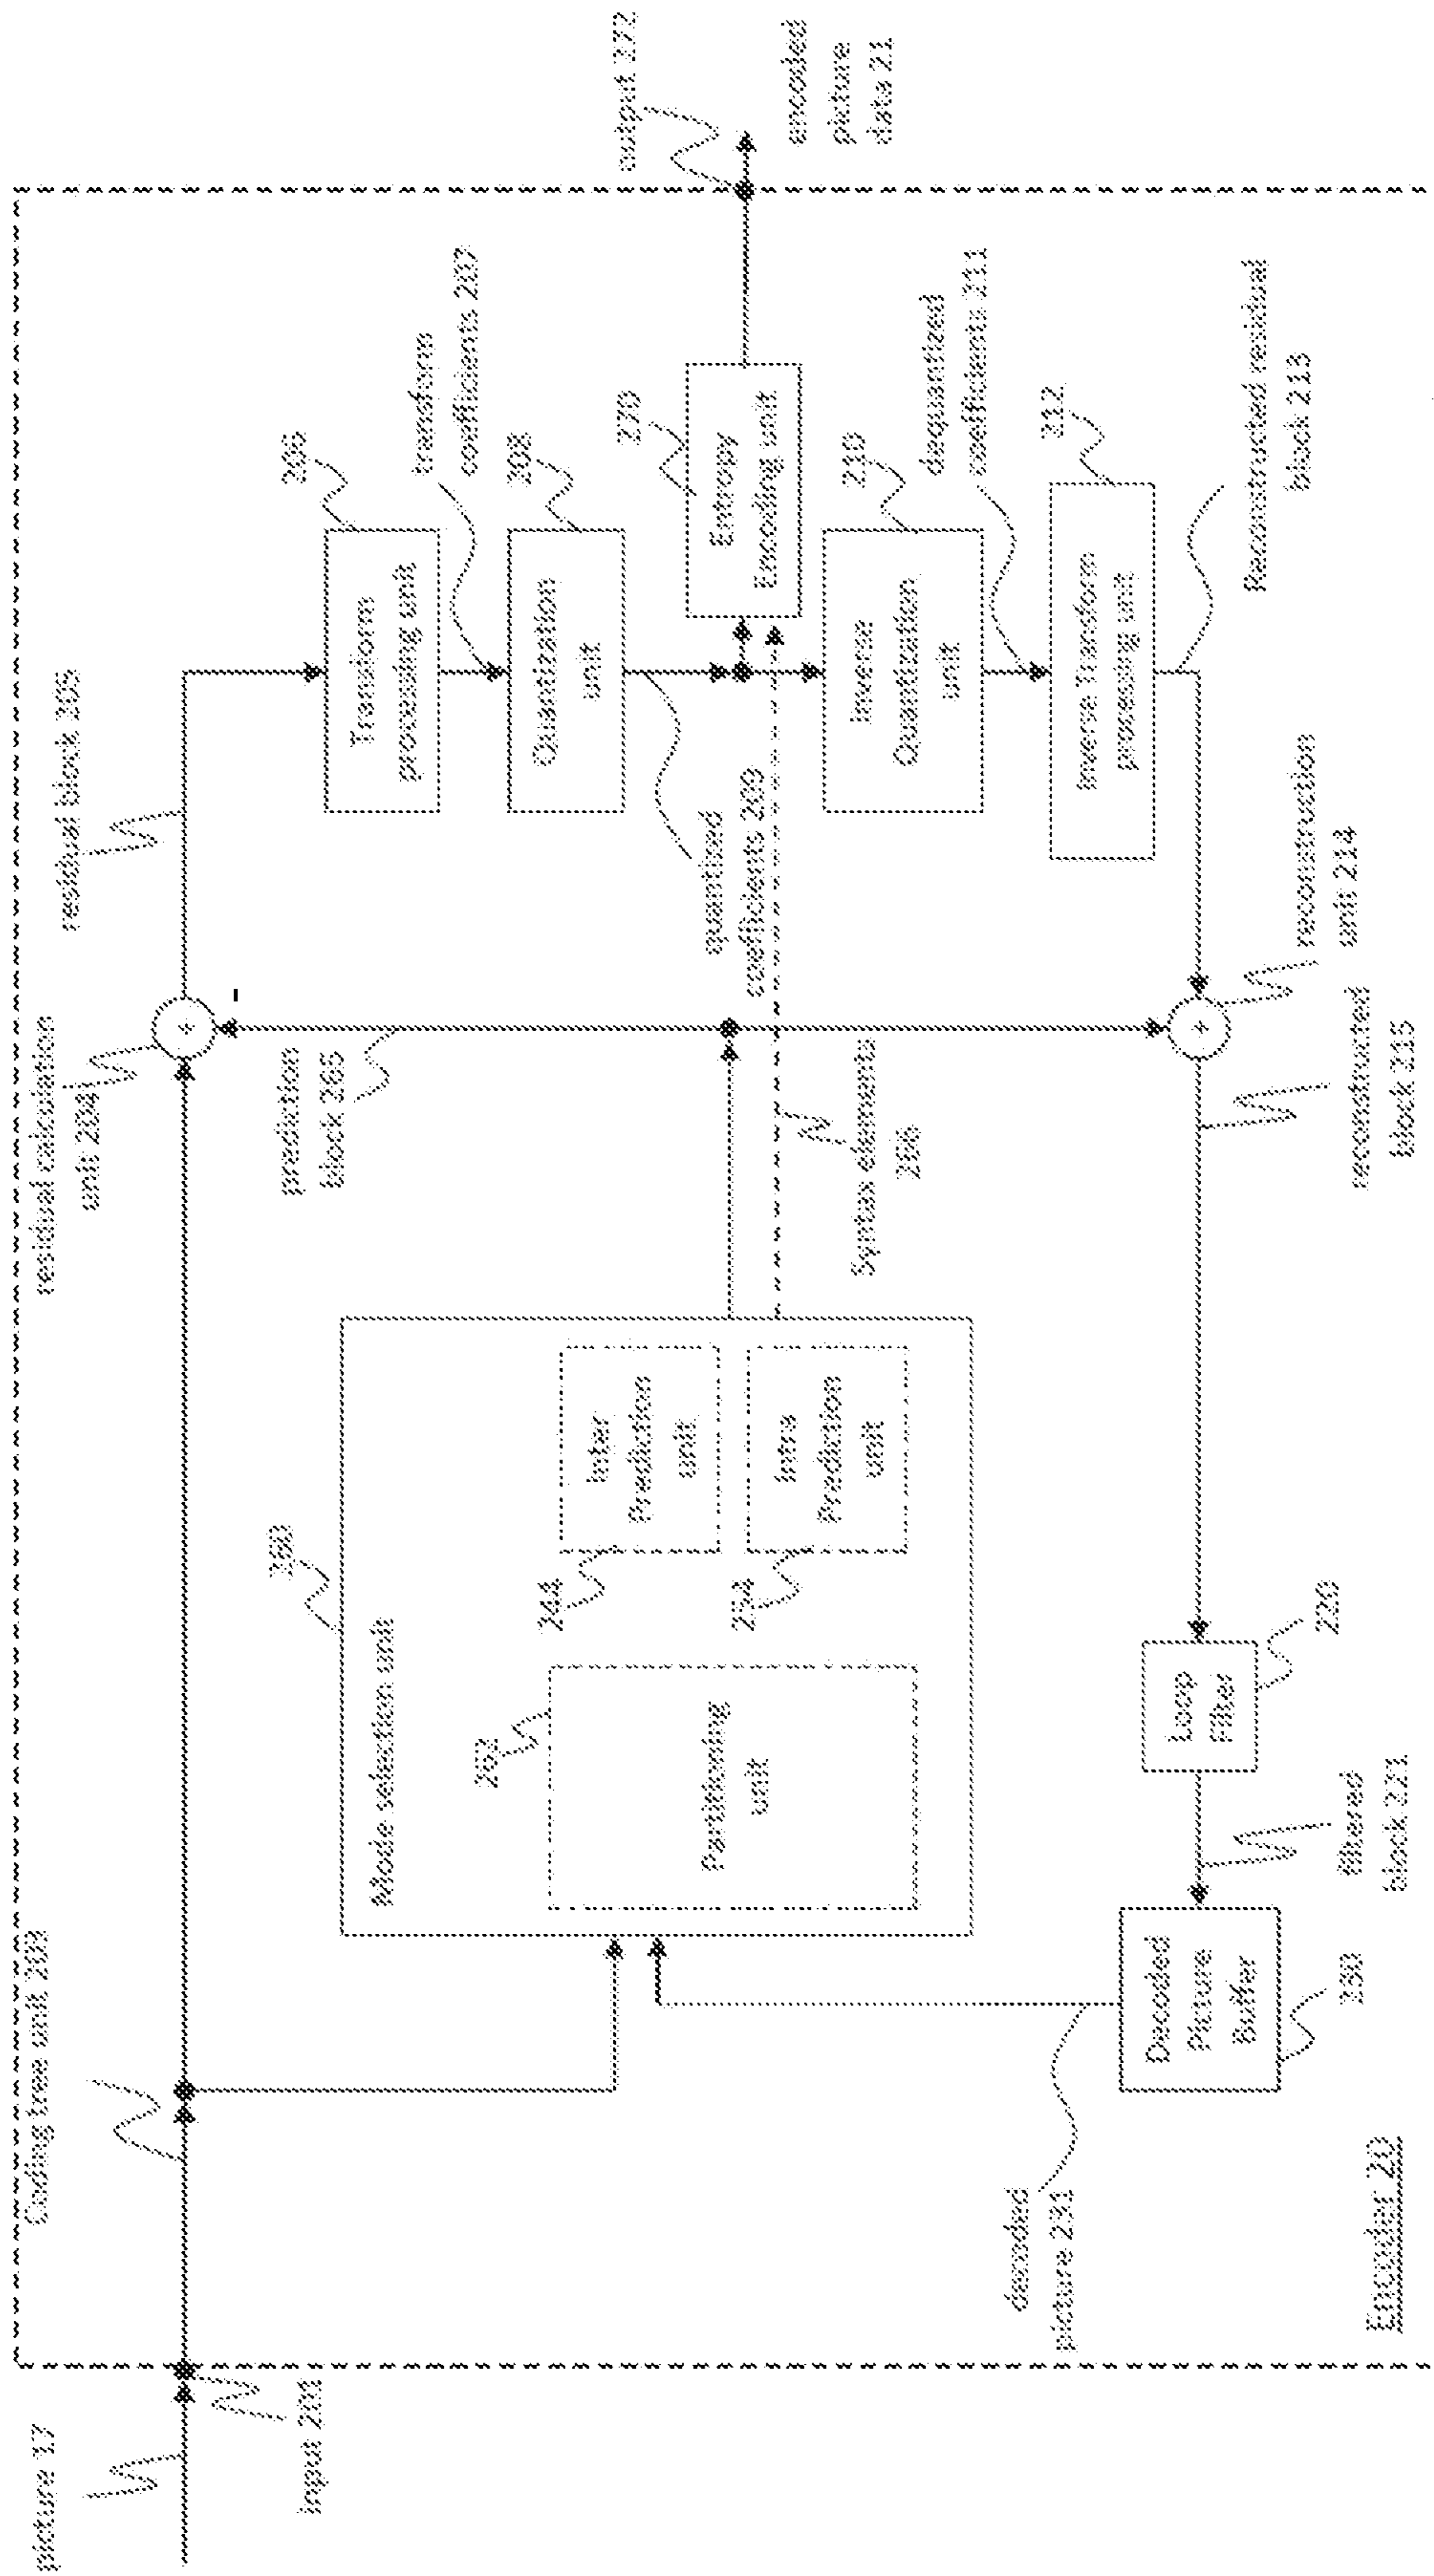 picture 17
input 201
Coding tree unit 203
residual calculation
unit 204
+
-
residual block 205
prediction
block 265
206
Transform
processing unit
transform
coefficients 207
208
Quantization
unit
quantized
coefficients 209
270
Entropy
Encoding unit
output 272
encoded
picture
data 21
210
Inverse
Quantization
unit
dequantized
coefficients 211
212
Inverse Transform
processing unit
Reconstructed residual
block 213
reconstruction
unit 214
+
reconstructed
block 215
Syntax elements
266
260
Mode selection unit
262
Partitioning
unit
244
Inter
Prediction
unit
254
Intra
Prediction
unit
220
Loop
Filter
filtered
block 221
Decoded
Picture
Buffer
230
decoded
picture 231
Encoder 20